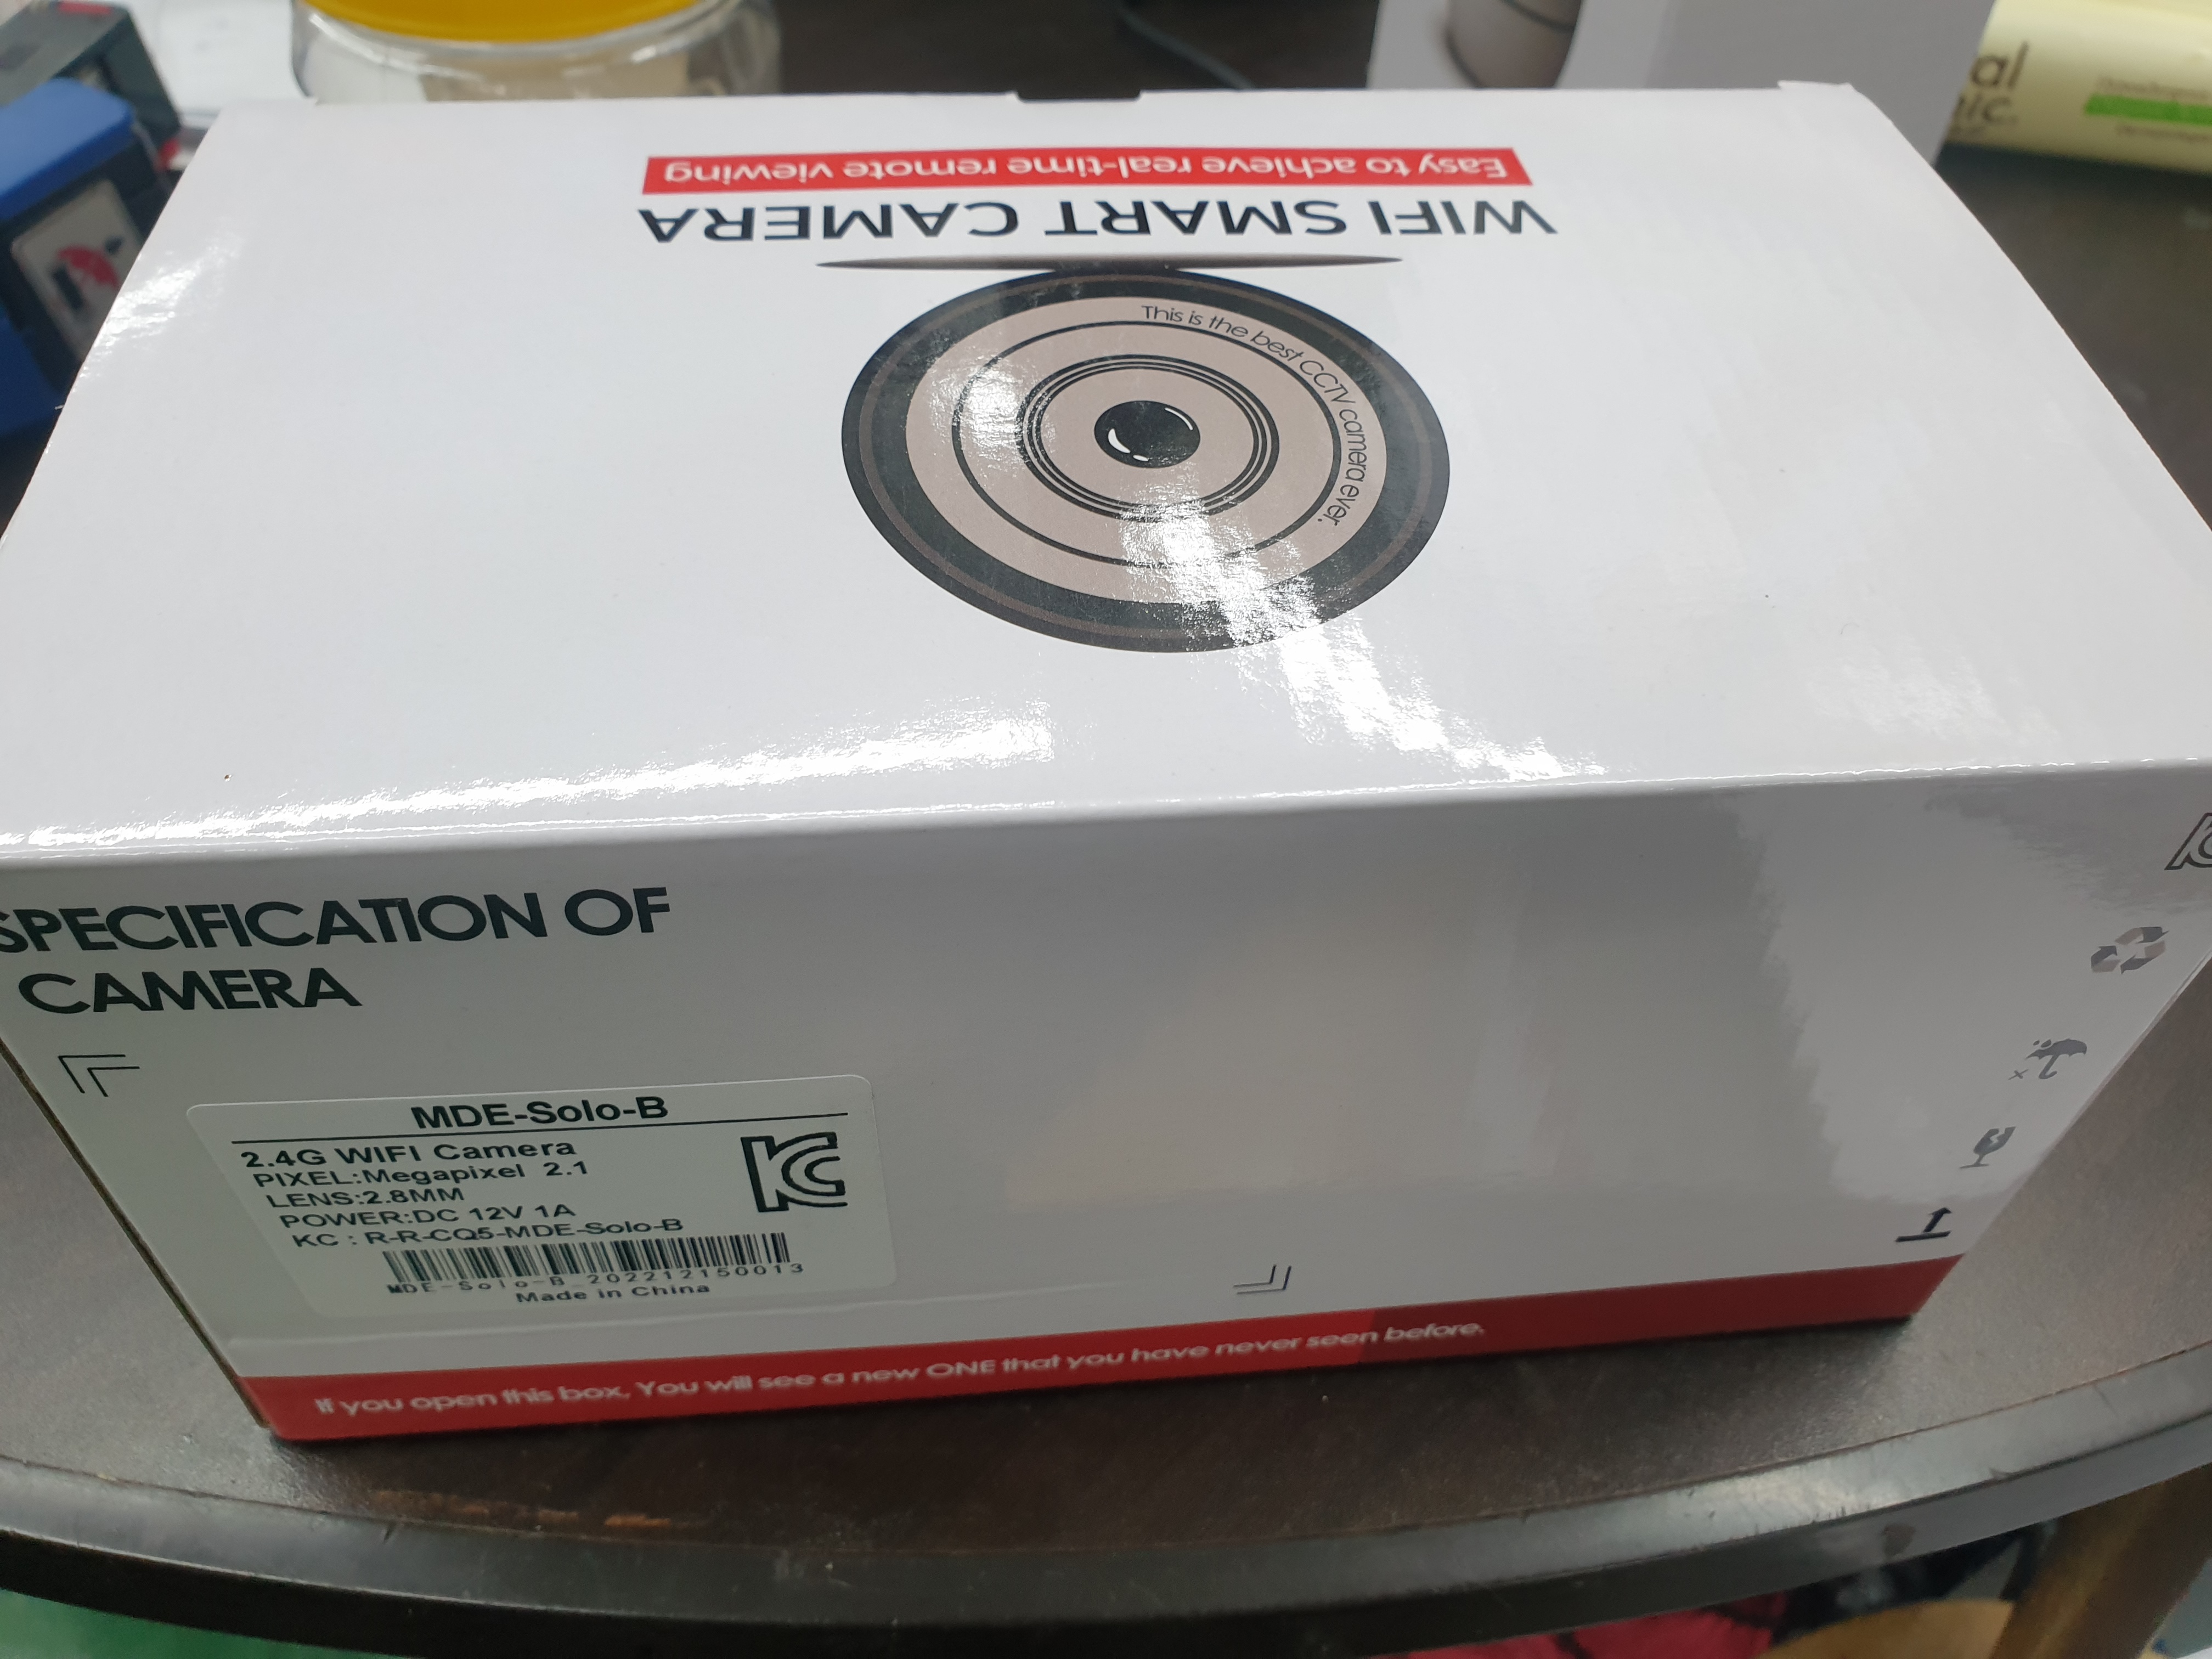 Easy to achieve real-time remote viewing
WIFI SMART CAMERA
This is the best CCTV camera ever.
SPECIFICATION OF
CAMERA
MDE-Solo-B
2.4G WIFI Camera
PIXEL:Megapixel 2.1
LENS:2.8MM
POWER:DC 12V 1A
KC : R-R-CQ5-MDE-Solo-B
MDE-Solo-B 202212150013
Made in China
If you open this box, You will see a new ONE that you have never seen before.
al
ic.